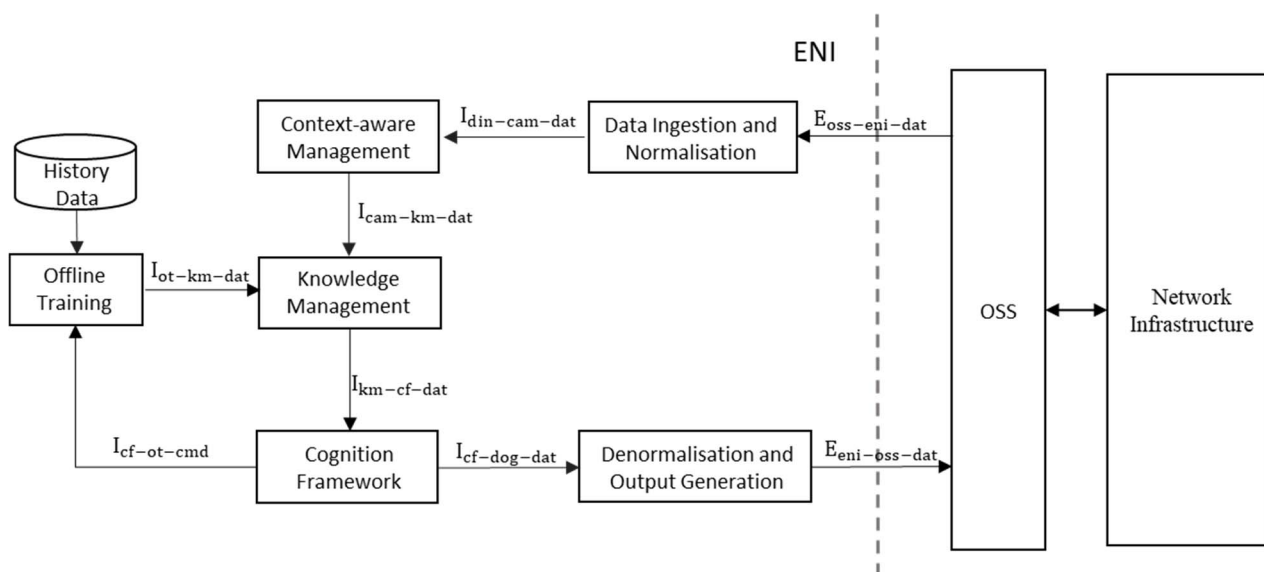 ENI
Context-aware
Management
I_din−cam−dat
Data Ingestion and
Normalisation
E_oss−eni−dat
History
Data
I_cam−km−dat
Offline
Training
I_ot−km−dat
Knowledge
Management
OSS
Network
Infrastructure
I_km−cf−dat
I_cf−ot−cmd
Cognition
Framework
I_cf−dog−dat
Denormalisation and
Output Generation
E_eni−oss−dat